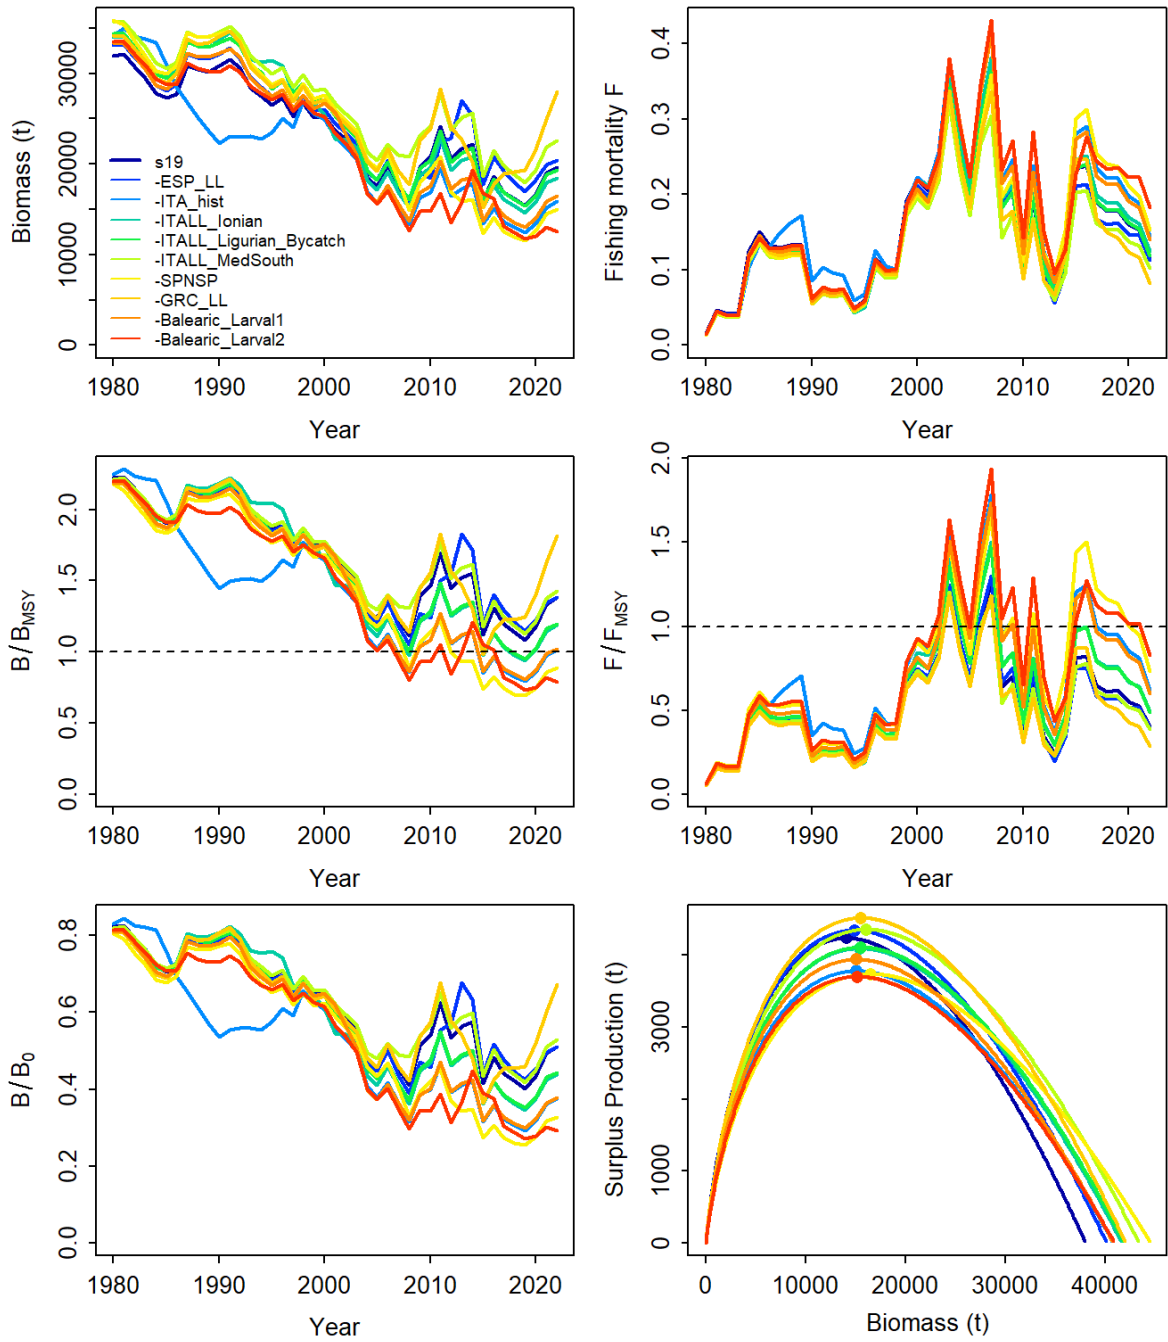 Biomass (t)
30000
20000
10000
0
s19
-ESP_LL
-ITA_hist
-ITALL_Ionian
-ITALL_Ligurian_Bycatch
-ITALL_MedSouth
-SPNSP
-GRC_LL
-Balearic_Larval1
-Balearic_Larval2
1980 1990 2000 2010 2020
Year
Fishing mortality F
0.4
0.3
0.2
0.1
0.0
1980 1990 2000 2010 2020
Year
B/BMSY
2.0
1.5
1.0
0.5
0.0
1980 1990 2000 2010 2020
Year
F/FMSY
2.0
1.5
1.0
0.5
0.0
1980 1990 2000 2010 2020
Year
B/B0
0.8
0.6
0.4
0.2
0.0
1980 1990 2000 2010 2020
Year
Surplus Production (t)
3000
1000
0
0 10000 20000 30000 40000
Biomass (t)